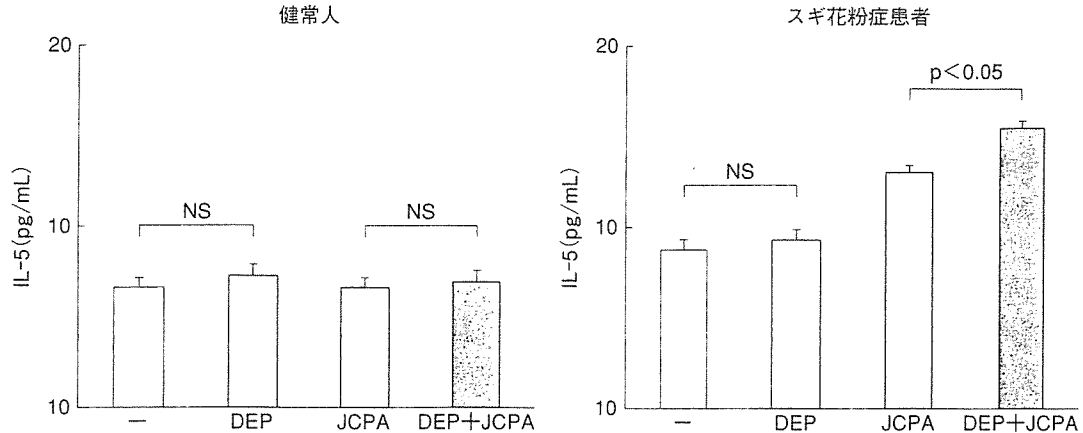 健常人
20
10
10
IL-5(pg/mL)
NS
NS
— DEP JCPA DEP+JCPA
スギ花粉症患者
20
10
10
IL-5(pg/mL)
NS
p<0.05
— DEP JCPA DEP+JCPA